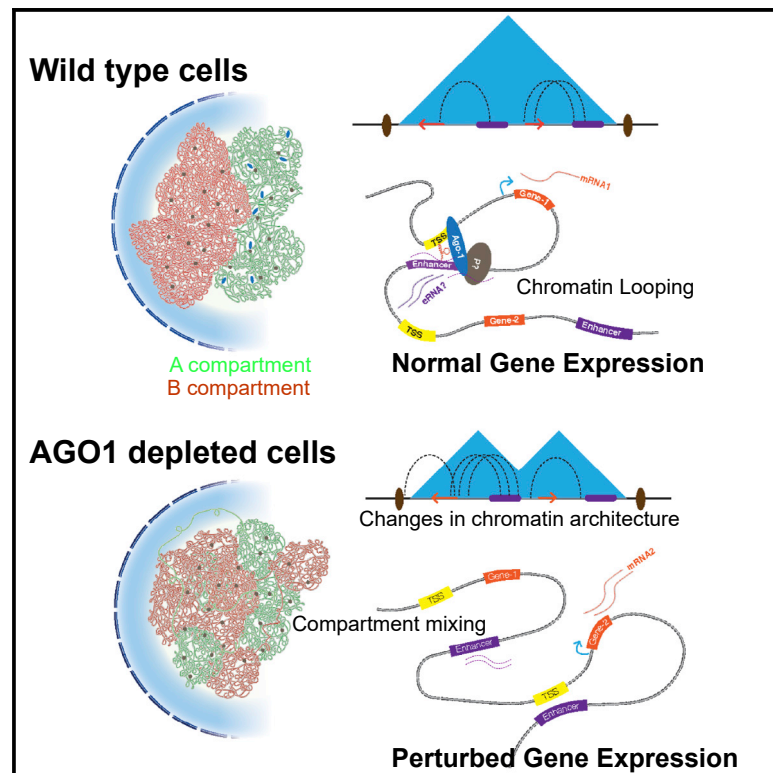 Wild type cells
mRNA1
Gene-1
TSS
Ago-1
P?
Enhancer
eRNA?
Chromatin Looping
TSS
Gene-2
Enhancer
A compartment
B compartment
Normal Gene Expression
AGO1 depleted cells
Changes in chromatin architecture
mRNA2
Gene-1
TSS
Gene-2
Compartment mixing
Enhancer
TSS
Enhancer
Perturbed Gene Expression